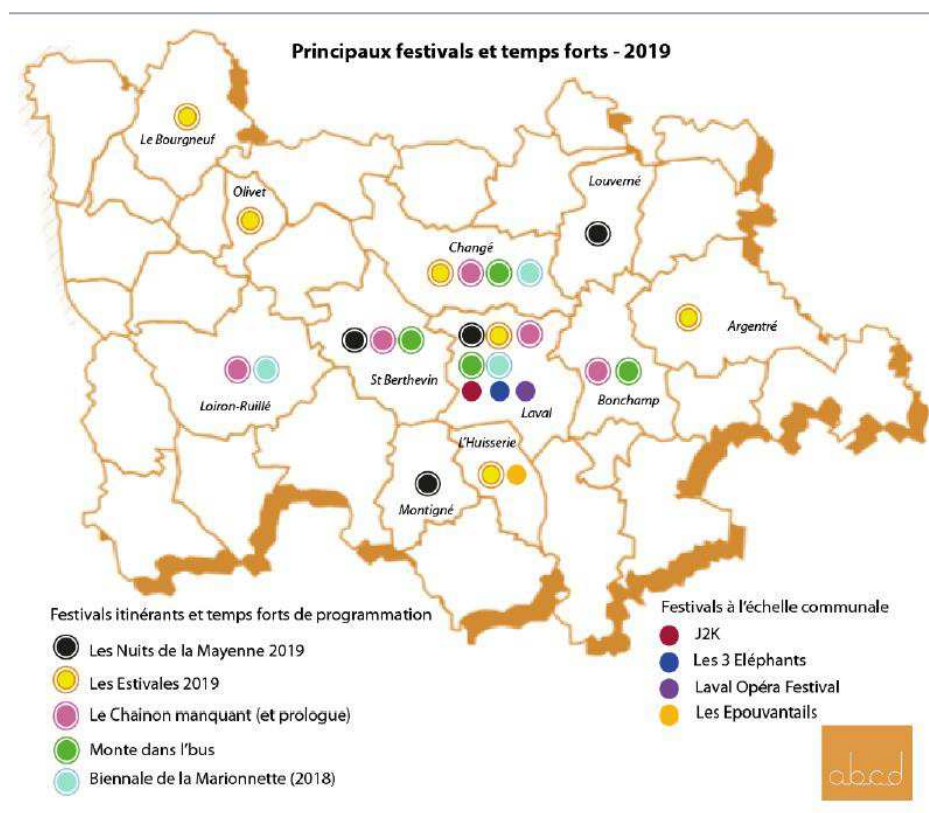 Principaux festivals et temps forts - 2019
Le Bourgneuf
Olivet
Louverné
Changé
Argentré
St Berthevin
Loiron-Ruillé
Laval
Bonchamp
L'Huisserie
Montigné
Festivals itinérants et temps forts de programmation
Les Nuits de la Mayenne 2019
Les Estivales 2019
Le Chainon manquant (et prologue)
Monte dans l'bus
Biennale de la Marionnette (2018)
Festivals à l'échelle communale
J2K
Les 3 Eléphants
Laval Opéra Festival
Les Epouvantails
abcd